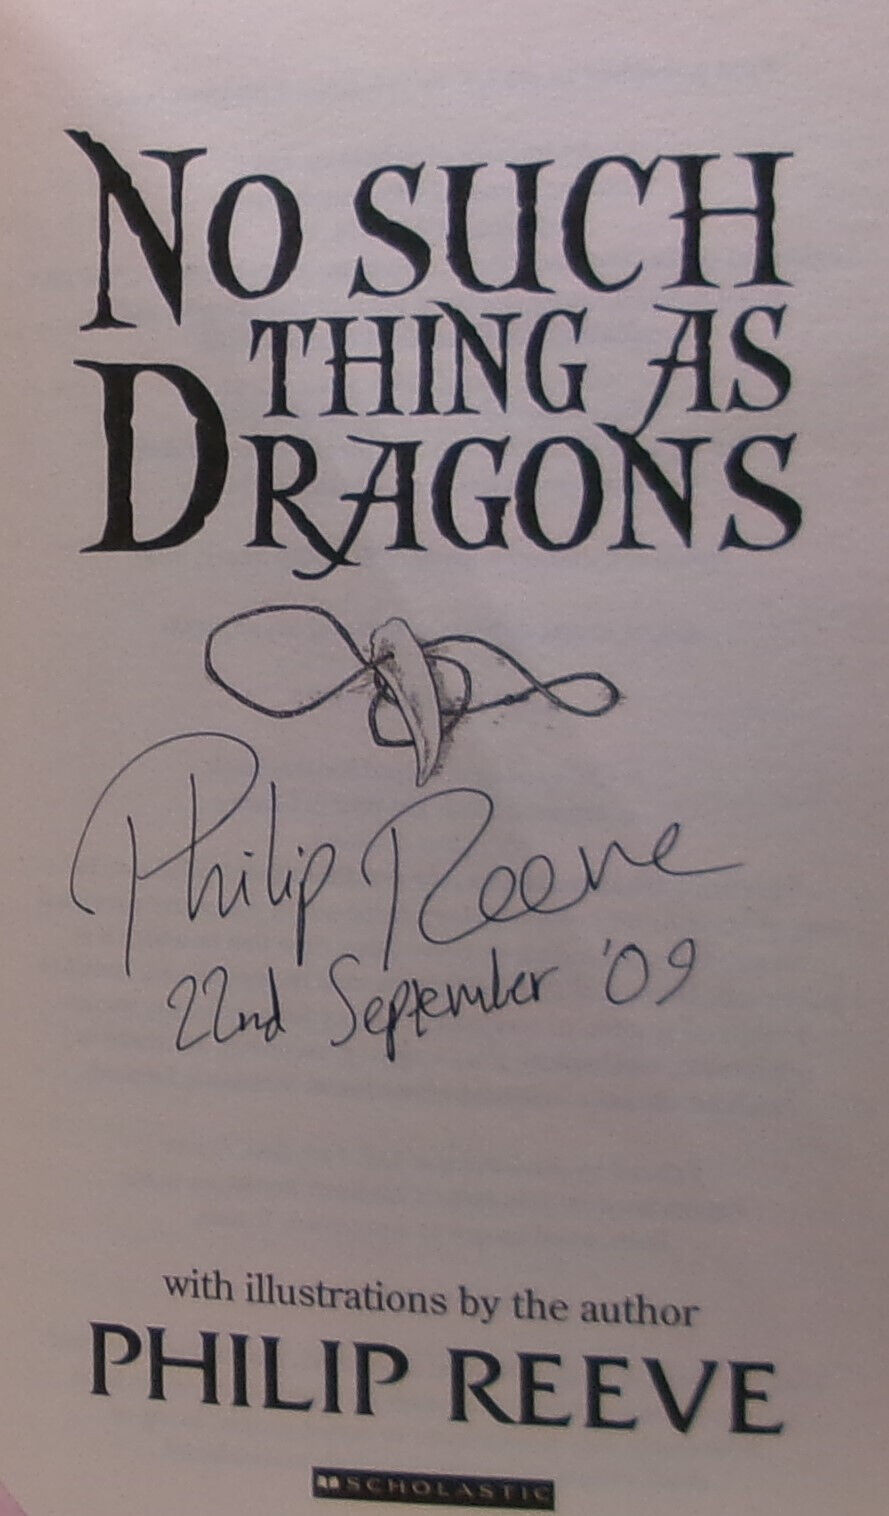 NO SUCH
THING AS
DRAGONS
Philip Reeve
22nd September '09
with illustrations by the author
PHILIP REEVE
SCHOLASTIC